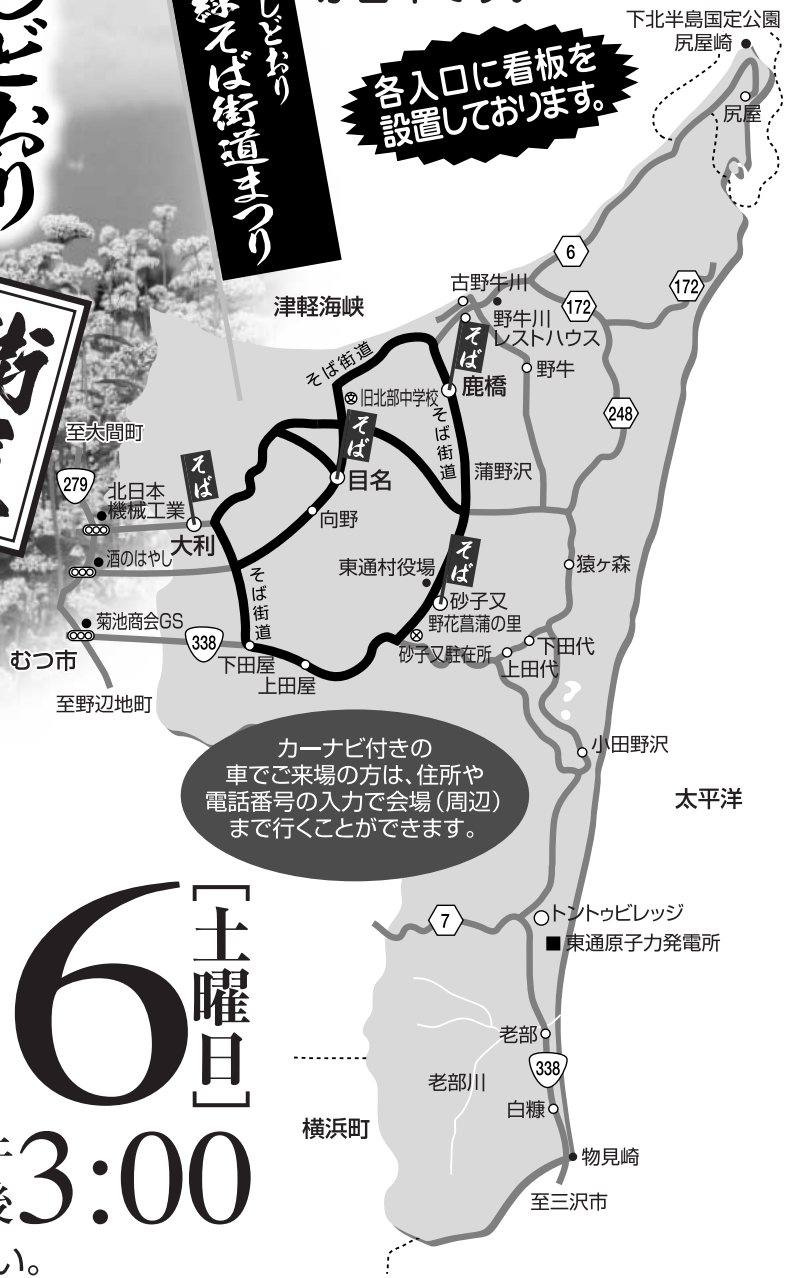 しどおり
そば街道まつり
各入口に看板を
設置しております。
下北半島国定公園
尻屋崎
尻屋
6
172
172
古野牛川
津軽海峡
野牛川
レストハウス
そば
そば街道
野牛
鹿橋
旧北部中学校
248
そば街道
そば
至大間町
目名
蒲野沢
279
そば
北日本
機械工業
向野
大利
酒のはやし
東通村役場
そば
猿ヶ森
そば街道
砂子又
菊池商会GS
野花菖蒲の里
338
下田代
砂子又駐在所
上田代
むつ市
下田屋
上田屋
至野辺地町
小田野沢
カーナビ付きの
車でご来場の方は、住所や
電話番号の入力で会場(周辺)
まで行くことができます。
太平洋
6
[土曜日]
7
トントゥビレッジ
東通原子力発電所
老部
338
老部川
白糠
横浜町
3:00
物見崎
至三沢市
い。